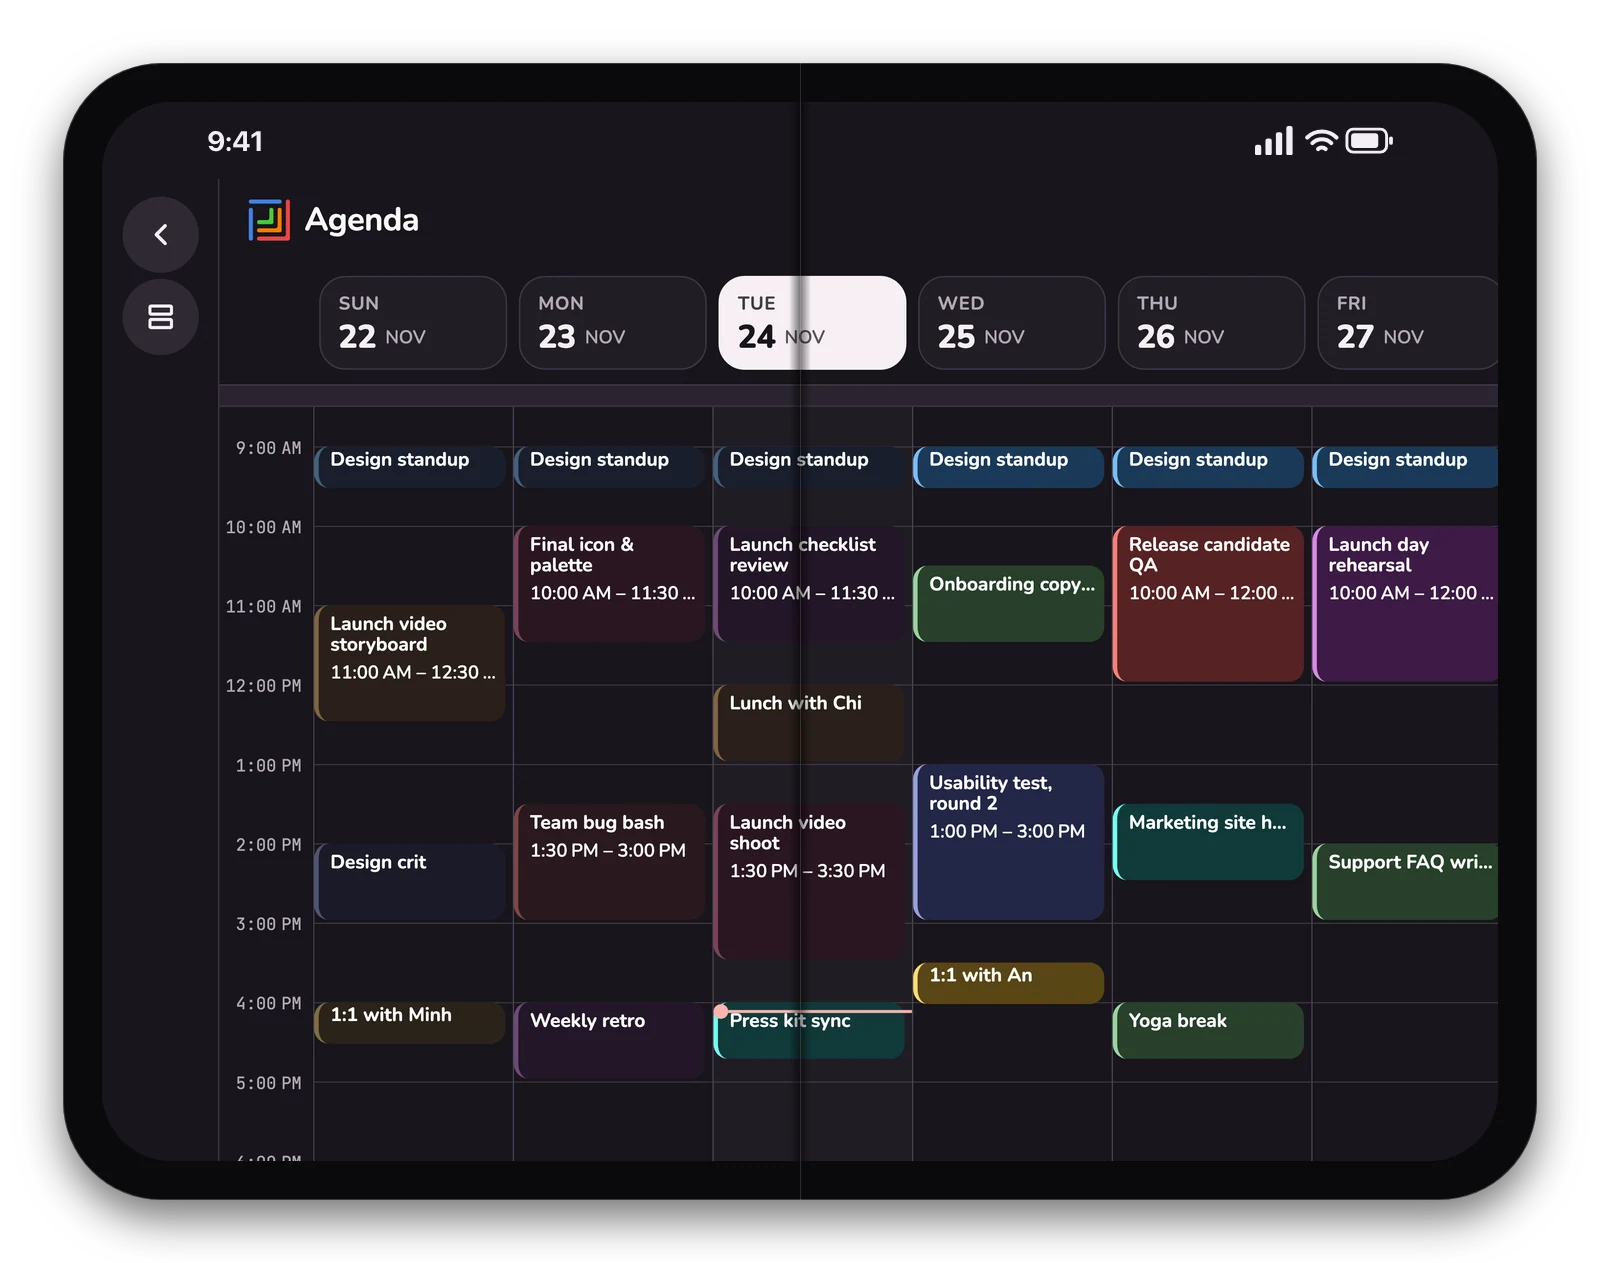 9:41
Agenda
SUN
22 NOV
MON
23 NOV
TUE
24 NOV
WED
25 NOV
THU
26 NOV
FRI
27 NOV
9:00 AM
10:00 AM
11:00 AM
12:00 PM
1:00 PM
2:00 PM
3:00 PM
4:00 PM
5:00 PM
Design standup
Launch video
storyboard
11:00 AM – 12:30 ...
Design crit
1:1 with Minh
Design standup
Final icon &
palette
10:00 AM – 11:30 ...
Team bug bash
1:30 PM – 3:00 PM
Weekly retro
Design standup
Launch checklist
review
10:00 AM – 11:30 ...
Lunch with Chi
Launch video
shoot
1:30 PM – 3:30 PM
Press kit sync
Design standup
Onboarding copy...
Usability test,
round 2
1:00 PM – 3:00 PM
1:1 with An
Design standup
Release candidate
QA
10:00 AM – 12:00 ...
Marketing site h...
Yoga break
Design standup
Launch day
rehearsal
10:00 AM – 12:00 ...
Support FAQ wri...